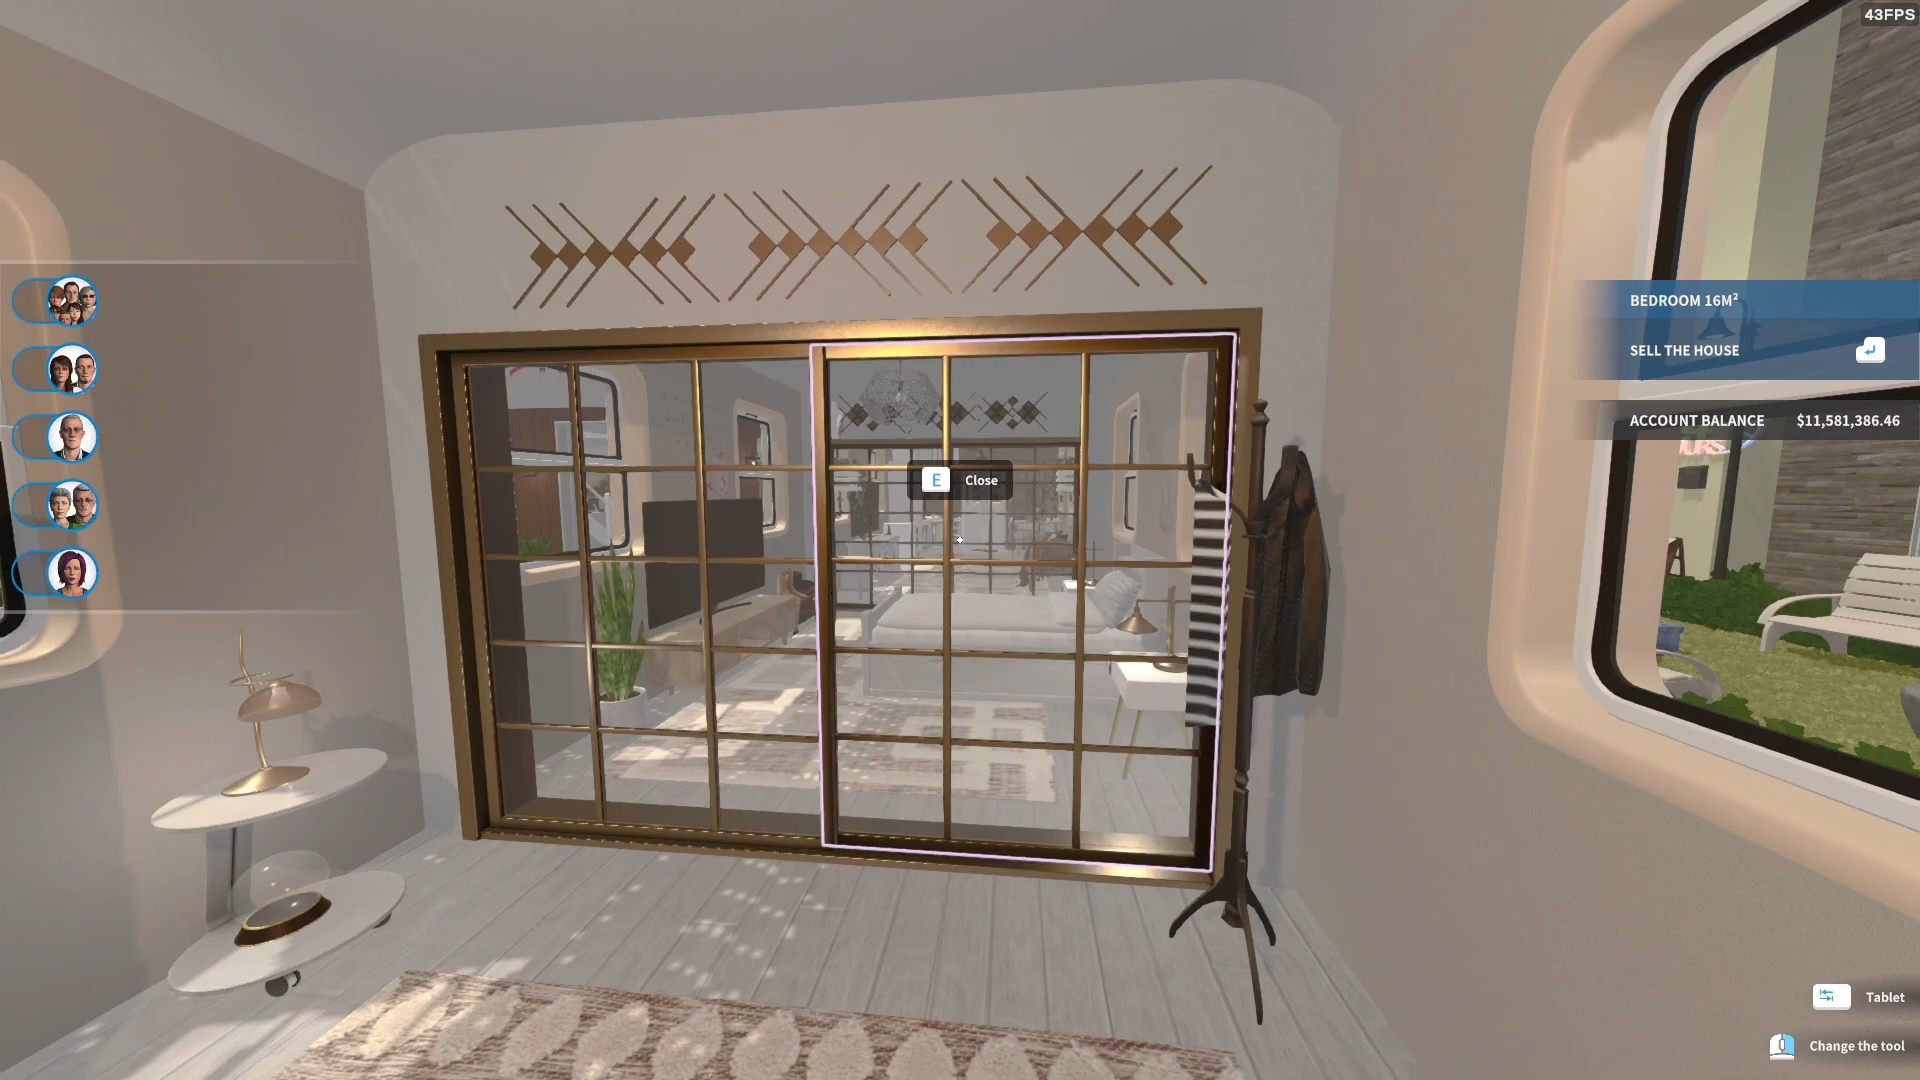 43FPS
BEDROOM 16M²
SELL THE HOUSE
ACCOUNT BALANCE $11,581,386.46
E Close
Tablet
Change the tool